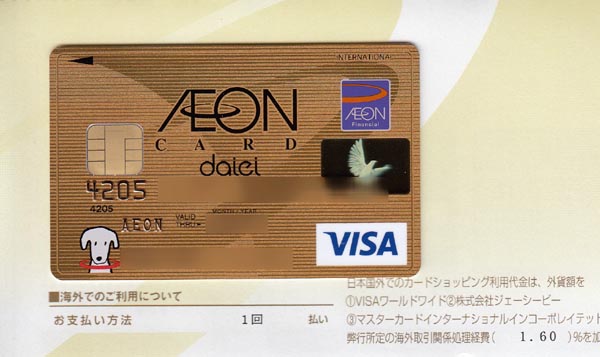 INTERNATIONAL
ÆON
CARD
daiei
ÆON
Financial
4205
4205
AEON
VALID
THRU
MONTH / YEAR
VISA
■海外でのご利用について
お支払い方法 1回 払い
日本国外でのカードショッピング利用代金は、外貨額を
①VISAワールドワイド②株式会社ジェーシービー
③マスターカードインターナショナルインコーポレイテッド
弊行所定の海外取引関係処理経費( 1.60 )%を加